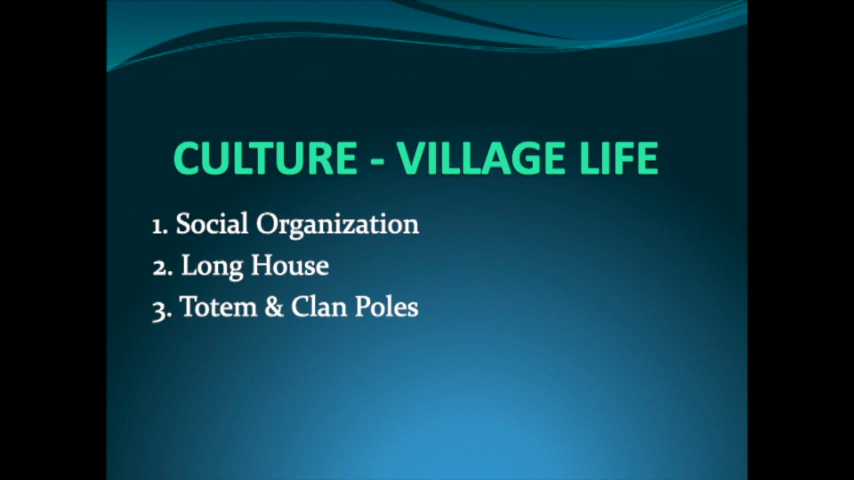 CULTURE - VILLAGE LIFE
1. Social Organization
2. Long House
3. Totem & Clan Poles